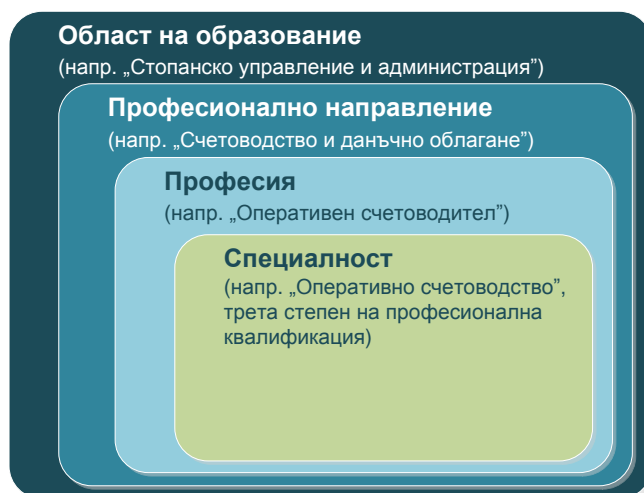 Област на образование
(напр. „Стопанско управление и администрация”)
Професионално направление
(напр. „Счетоводство и данъчно облагане”)
Професия
(напр. „Оперативен счетоводител”)
Специалност
(напр. „Оперативно счетоводство”,
трета степен на професионална
квалификация)